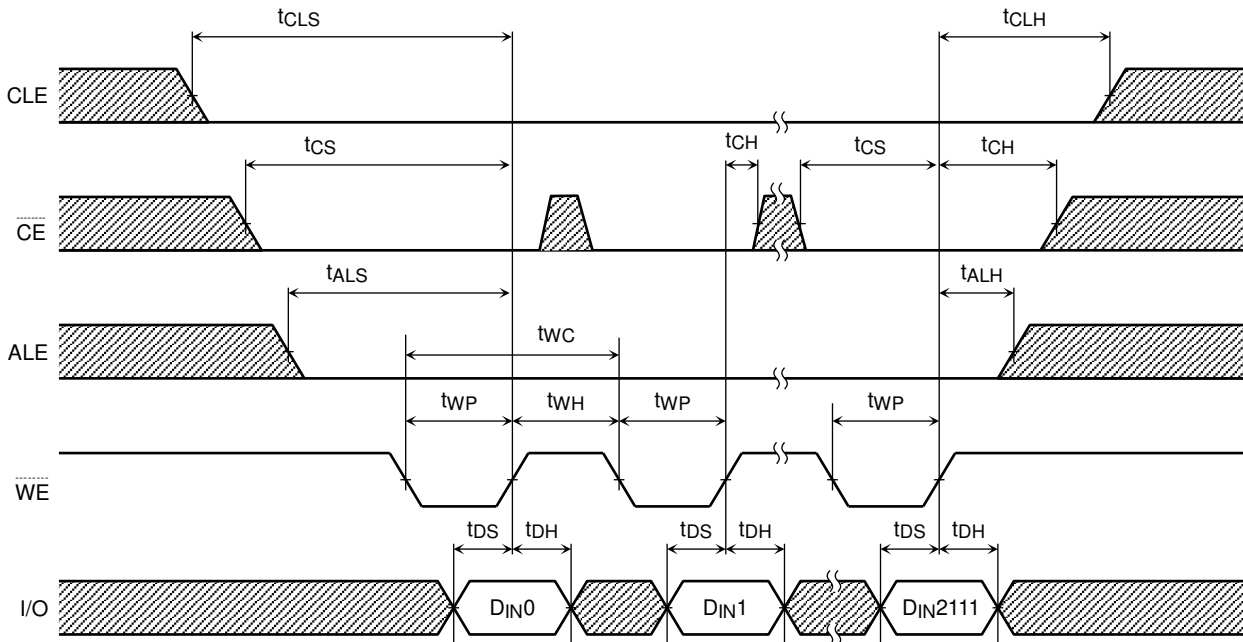 tCLS tCLH
CLE
tCS tCH tCS tCH
CE
tALS tALH
ALE
tWC
tWP tWH tWP tWP
WE
tDS tDH tDS tDH tDS tDH
I/O DIN0 DIN1 DIN2111